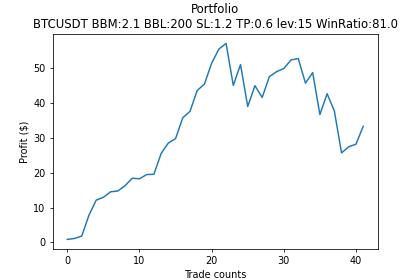 Portfolio
BTCUSDT BBM:2.1 BBL:200 SL:1.2 TP:0.6 lev:15 WinRatio:81.0
Profit ($)
50
40
30
20
10
0
0 10 20 30 40
Trade counts